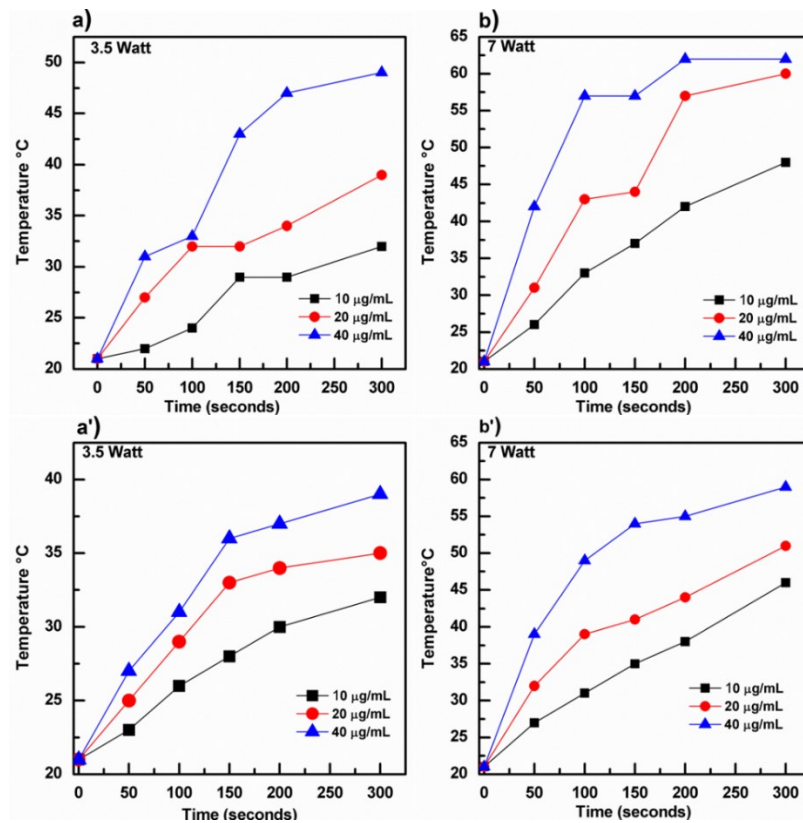 a)
3.5 Watt
Temperature °C
50
45
40
35
30
25
20
10 µg/mL
20 µg/mL
40 µg/mL
0 50 100 150 200 250 300
Time (seconds)
b)
7 Watt
Temperature °C
65
60
55
50
45
40
35
30
25
20
10 µg/mL
20 µg/mL
40 µg/mL
0 50 100 150 200 250 300
Time (seconds)
a')
3.5 Watt
Temperature °C
40
35
30
25
20
10 µg/mL
20 µg/mL
40 µg/mL
0 50 100 150 200 250 300
Time (seconds)
b')
7 Watt
Temperature°C
65
60
55
50
45
40
35
30
25
20
10 µg/mL
20 µg/mL
40 µg/mL
0 50 100 150 200 250 300
Time (seconds)